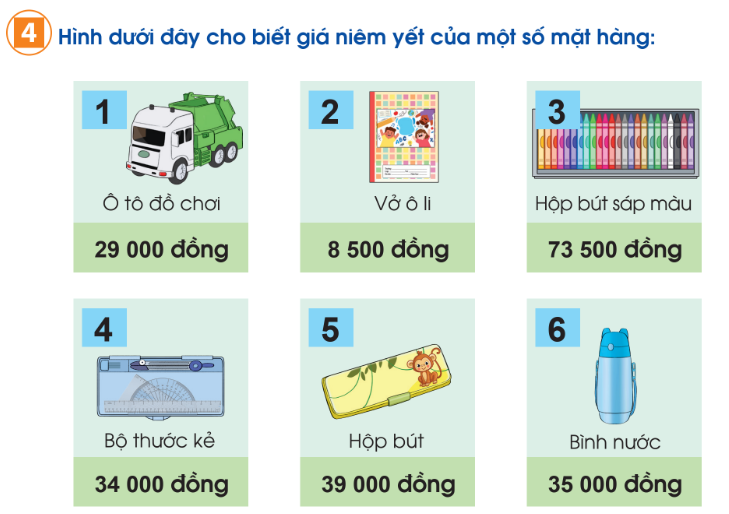 4 Hình dưới đây cho biết giá niêm yết của một số mặt hàng:
1
Ô tô đồ chơi
29 000 đồng
2
Vở ô li
8 500 đồng
3
Hộp bút sáp màu
73 500 đồng
4
Bộ thước kẻ
34 000 đồng
5
Hộp bút
39 000 đồng
6
Bình nước
35 000 đồng